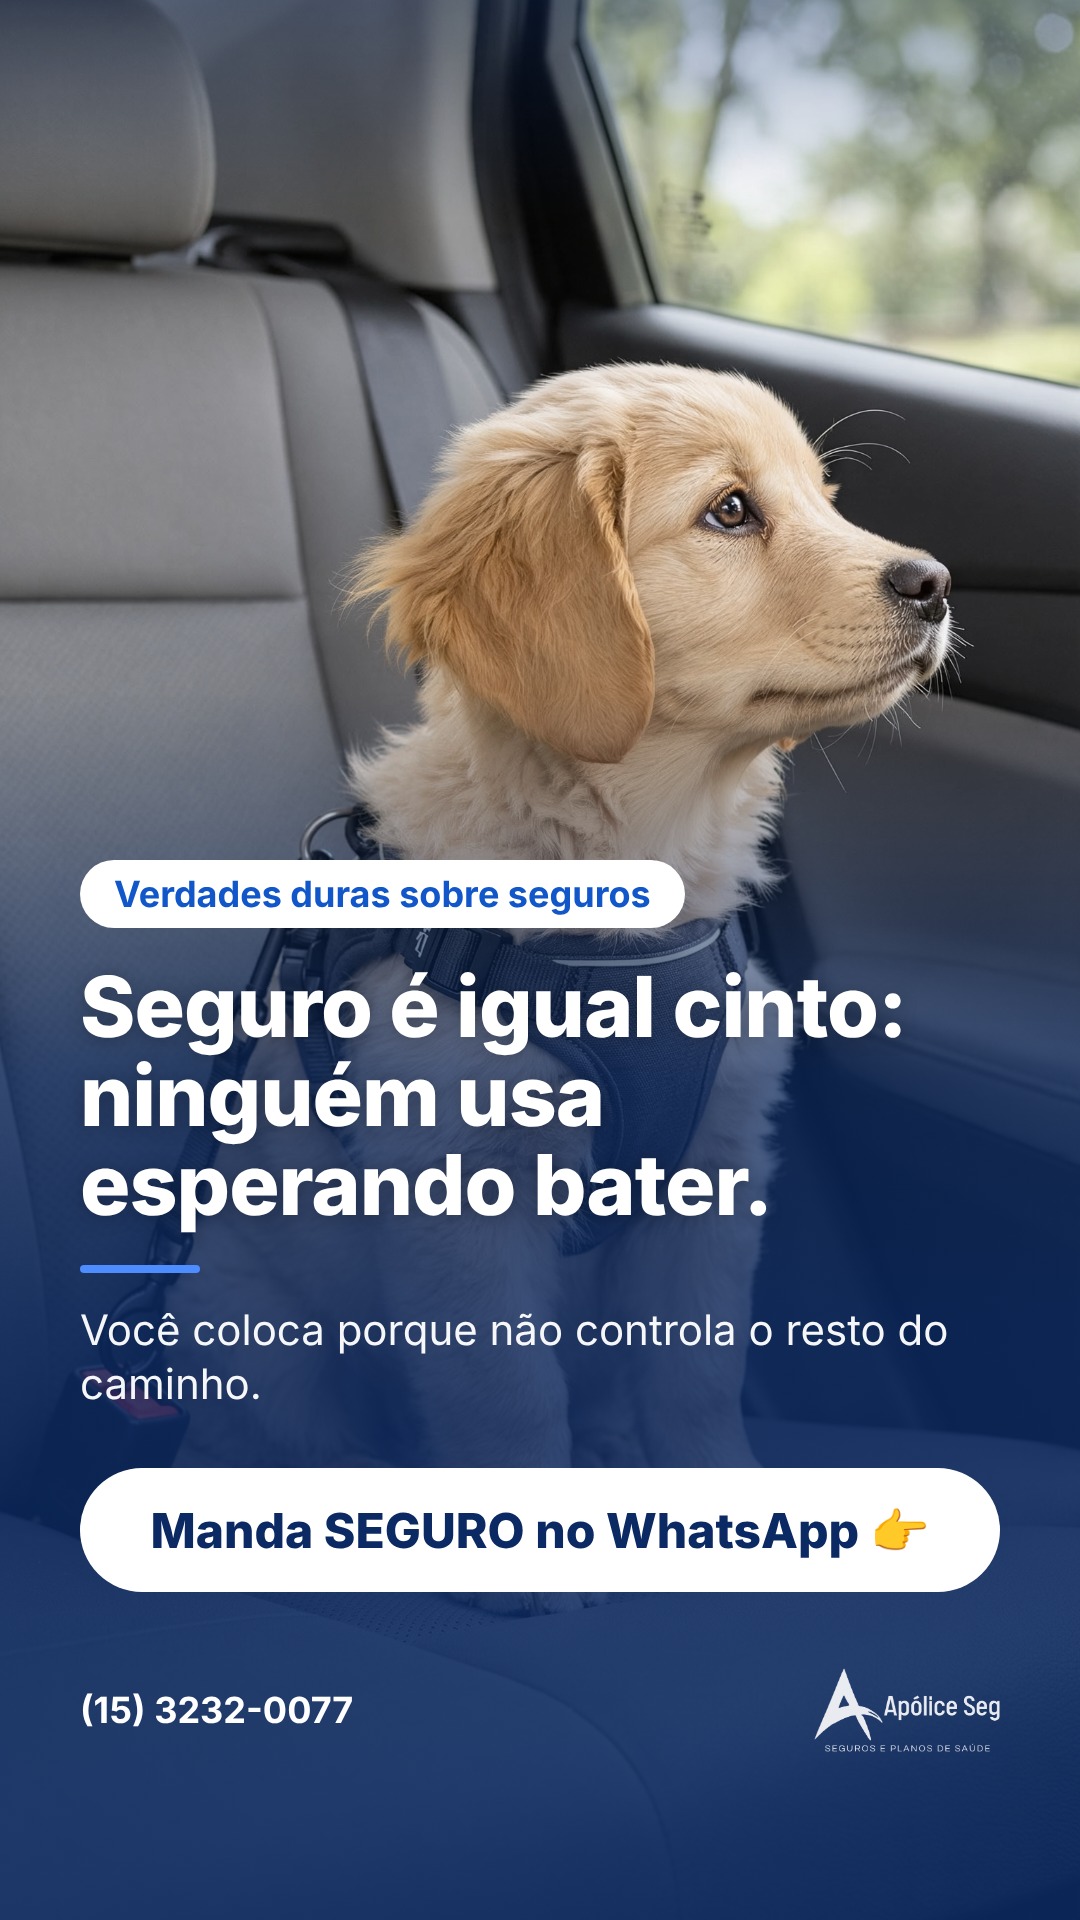 Verdades duras sobre seguros
Seguro é igual cinto:
ninguém usa
esperando bater.
Você coloca porque não controla o resto do
caminho.
Manda SEGURO no WhatsApp 👉
(15) 3232-0077
Apólice Seg
SEGUROS E PLANOS DE SAÚDE